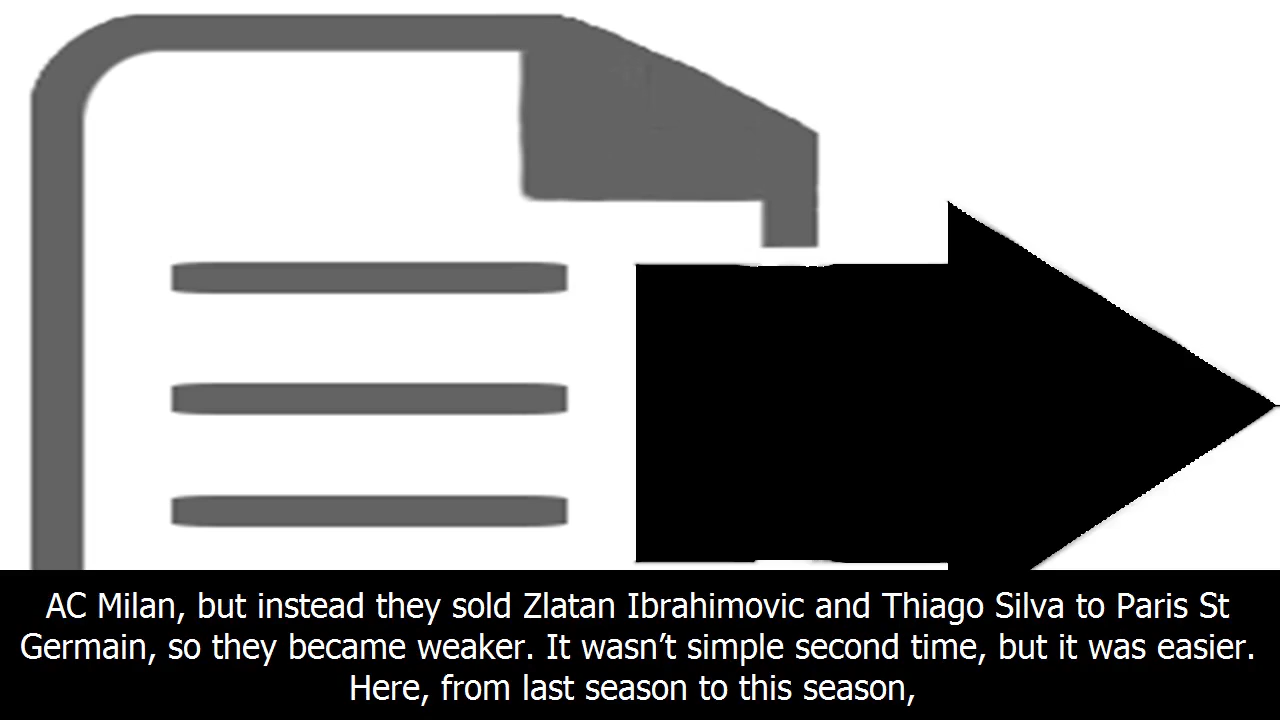 AC Milan, but instead they sold Zlatan Ibrahimovic and Thiago Silva to Paris St
Germain, so they became weaker. It wasn’t simple second time, but it was easier.
Here, from last season to this season,